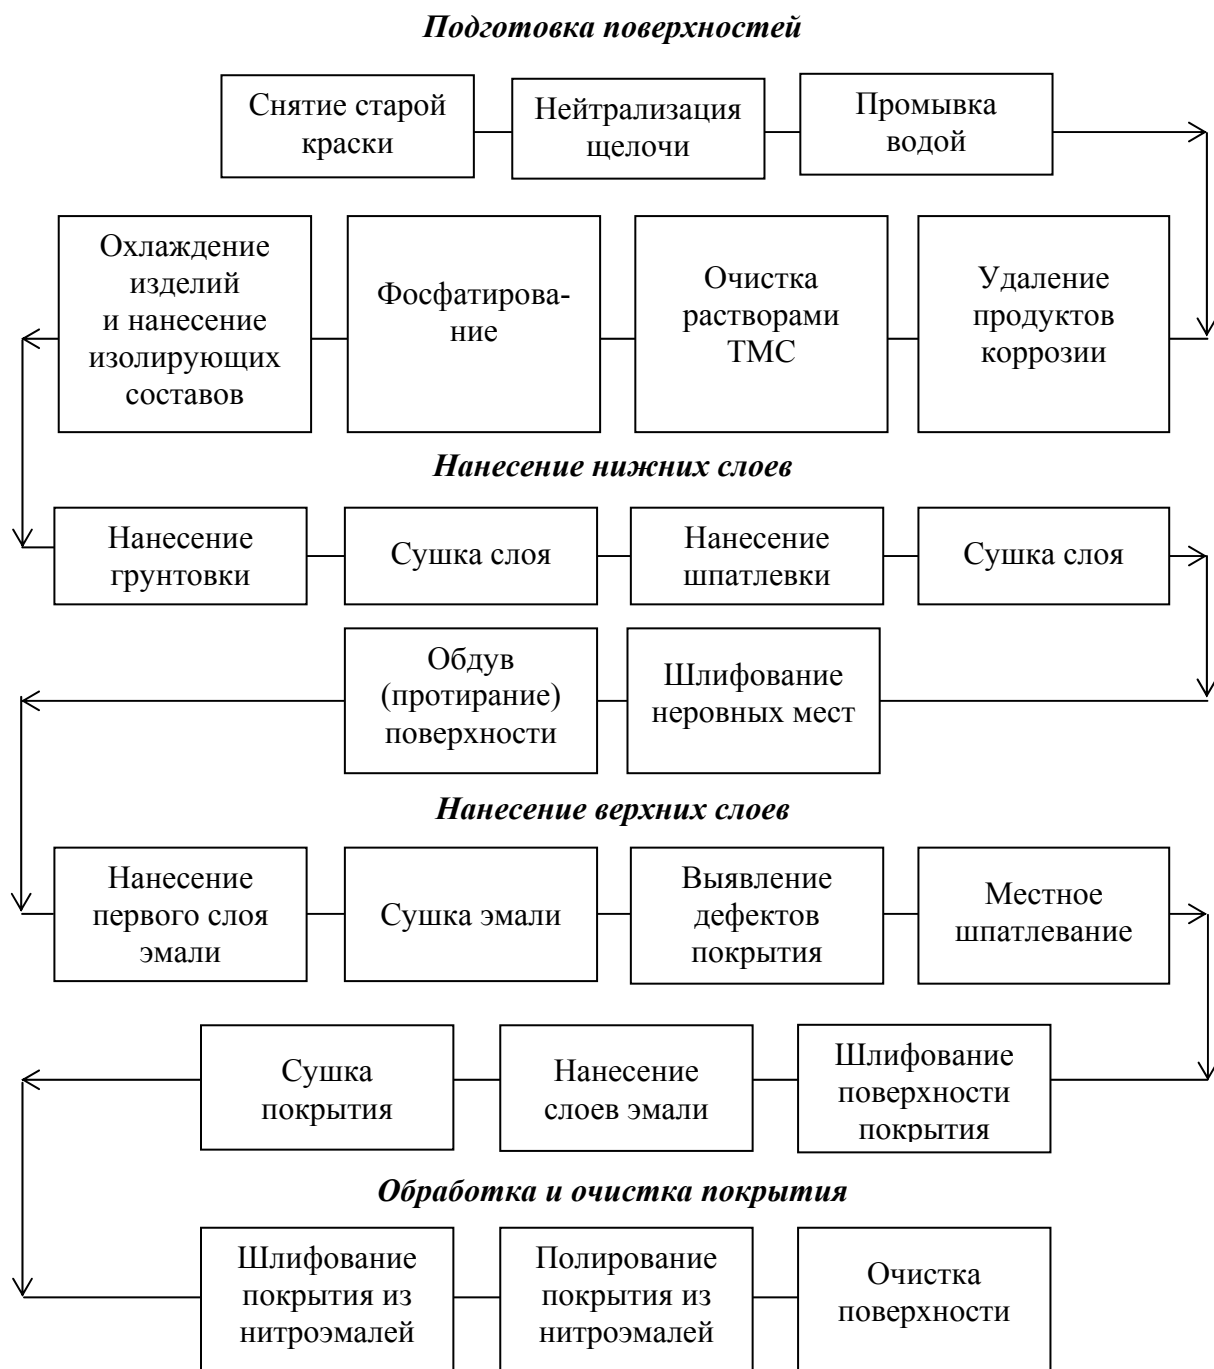 Подготовка поверхностей
Снятие старой
краски
Нейтрализация
щелочи
Промывка
водой
Охлаждение
изделий
и нанесение
изолирующих
составов
Фосфатирова-
ние
Очистка
растворами
ТМС
Удаление
продуктов
коррозии
Нанесение нижних слоев
Нанесение
грунтовки
Сушка слоя
Нанесение
шпатлевки
Сушка слоя
Обдув
(протирание)
поверхности
Шлифование
неровных мест
Нанесение верхних слоев
Нанесение
первого слоя
эмали
Сушка эмали
Выявление
дефектов
покрытия
Местное
шпатлевание
Сушка
покрытия
Нанесение
слоев эмали
Шлифование
поверхности
покрытия
Обработка и очистка покрытия
Шлифование
покрытия из
нитроэмалей
Полирование
покрытия из
нитроэмалей
Очистка
поверхности